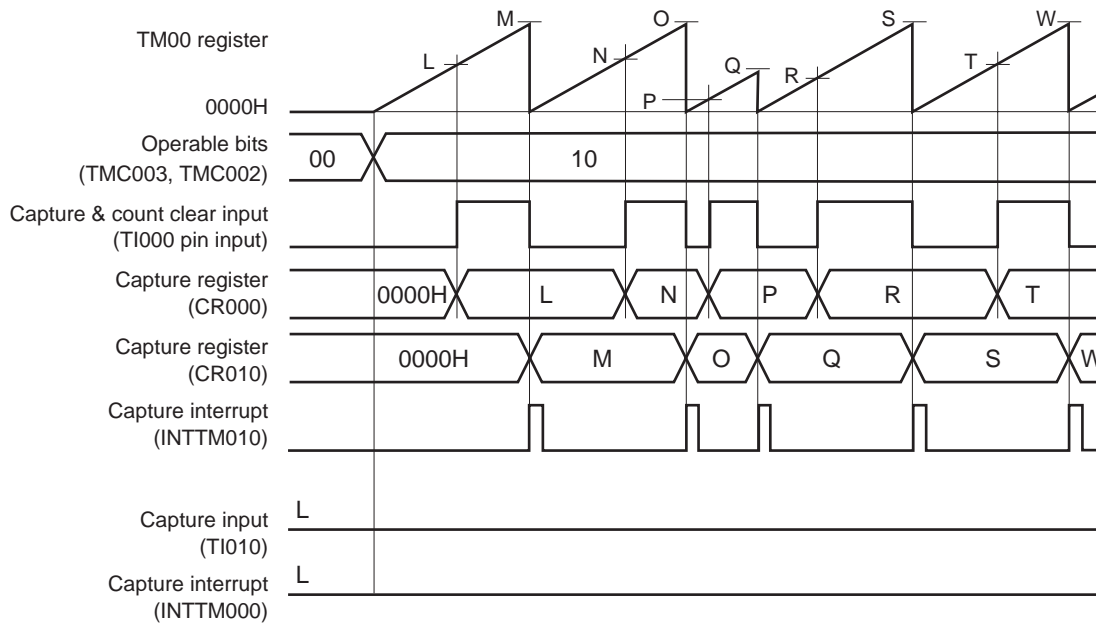 M
O
S
W
TM00 register
L
N
Q
R
T
P
0000H
Operable bits
(TMC003, TMC002)
00
10
Capture & count clear input
(TI000 pin input)
Capture register
(CR000)
0000H
L
N
P
R
T
Capture register
(CR010)
0000H
M
O
Q
S
W
Capture interrupt
(INTTM010)
L
Capture input
(TI010)
L
Capture interrupt
(INTTM000)